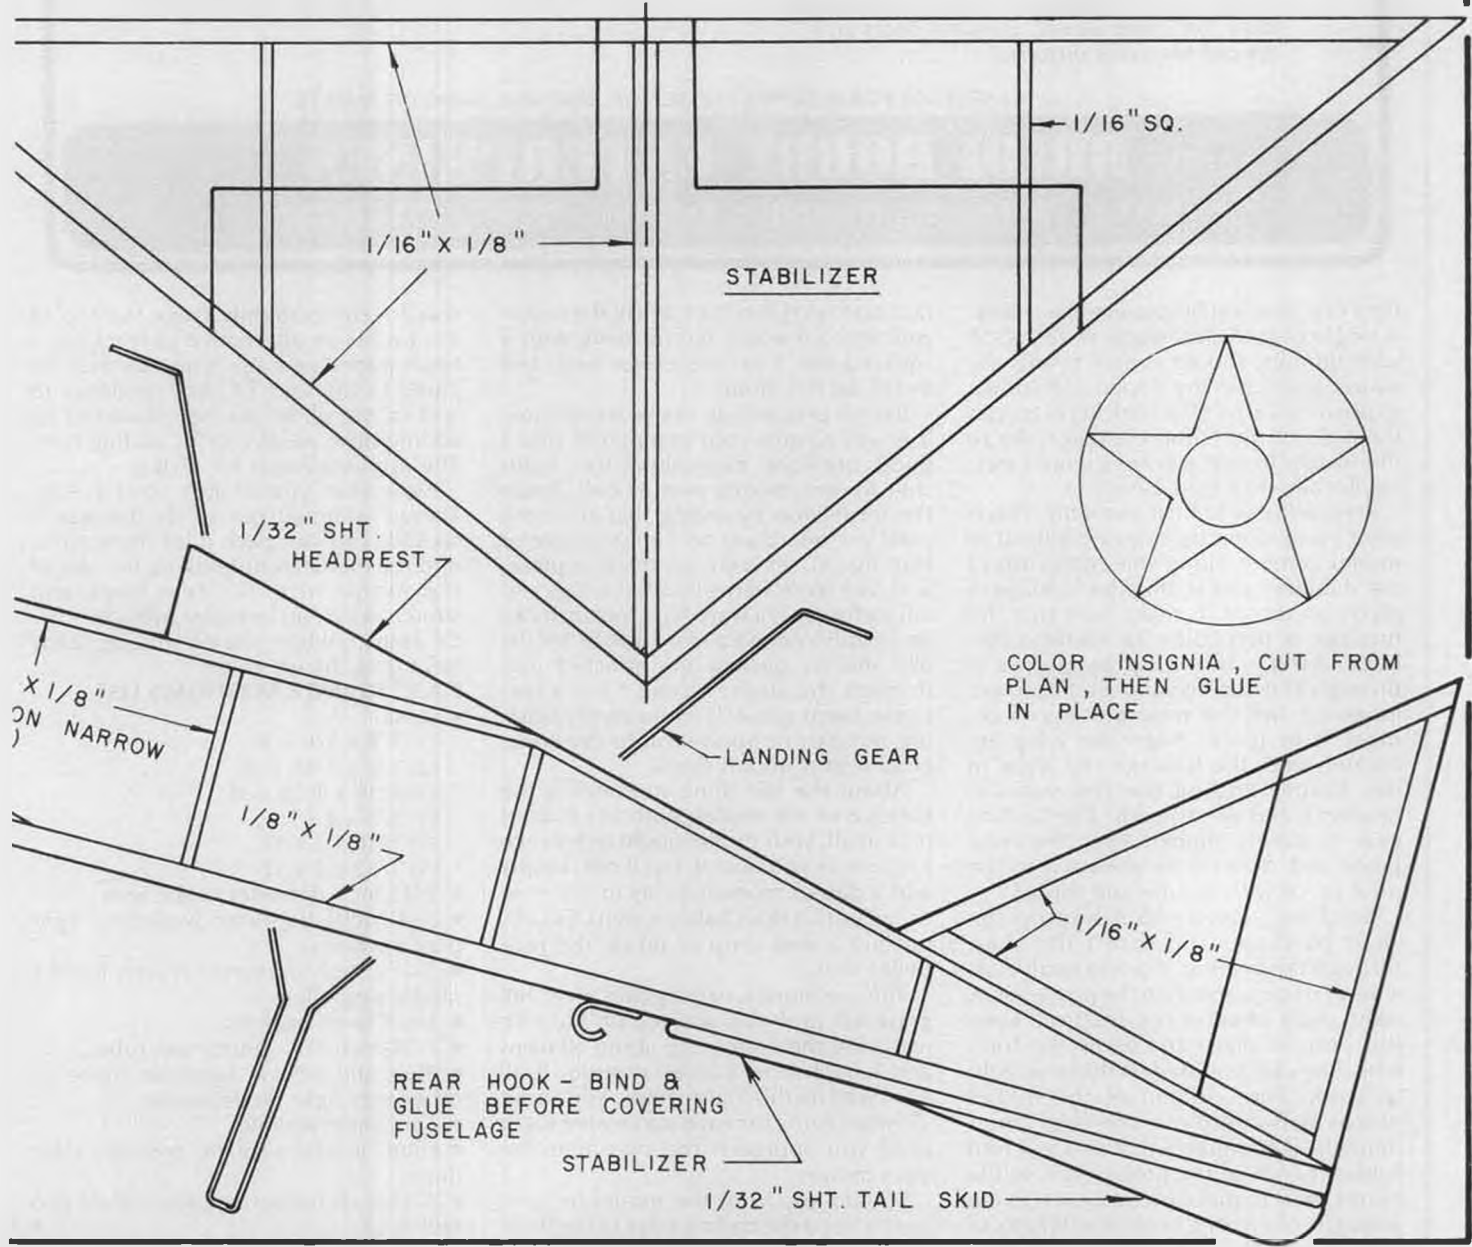 1/16" SQ.
1/16" X 1/8"
STABILIZER
1/32" SHT
HEADREST
COLOR INSIGNIA, CUT FROM
PLAN, THEN GLUE
IN PLACE
X 1/8"
ON NARROW
)
LANDING GEAR
1/8" X 1/8"
1/16" X 1/8"
REAR HOOK - BIND &
GLUE BEFORE COVERING
FUSELAGE
STABILIZER
1/32" SHT. TAIL SKID